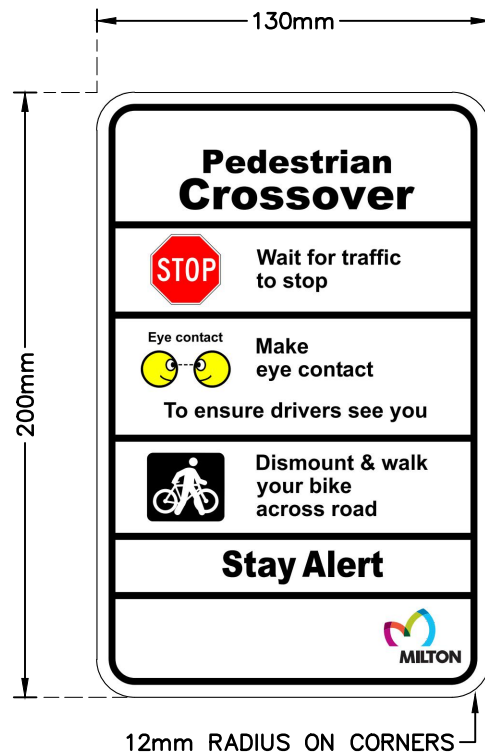 130mm
Pedestrian
Crossover
STOP
Wait for traffic
to stop
Eye contact
Make
eye contact
To ensure drivers see you
200mm
Dismount & walk
your bike
across road
Stay Alert
MILTON
12mm RADIUS ON CORNERS